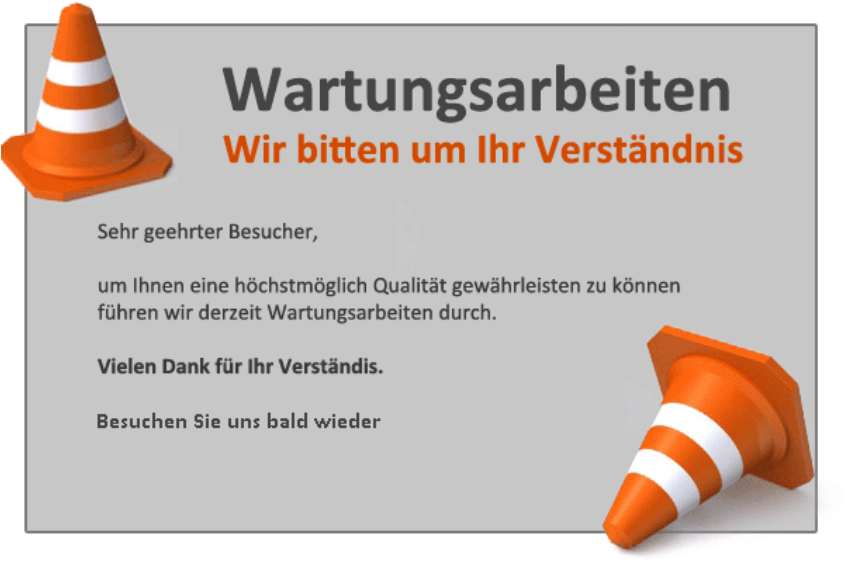 Wartungsarbeiten
Wir bitten um Ihr Verständnis
Sehr geehrter Besucher,
um Ihnen eine höchstmöglich Qualität gewährleisten zu können
führen wir derzeit Wartungsarbeiten durch.
Vielen Dank für Ihr Verständis.
Besuchen Sie uns bald wieder